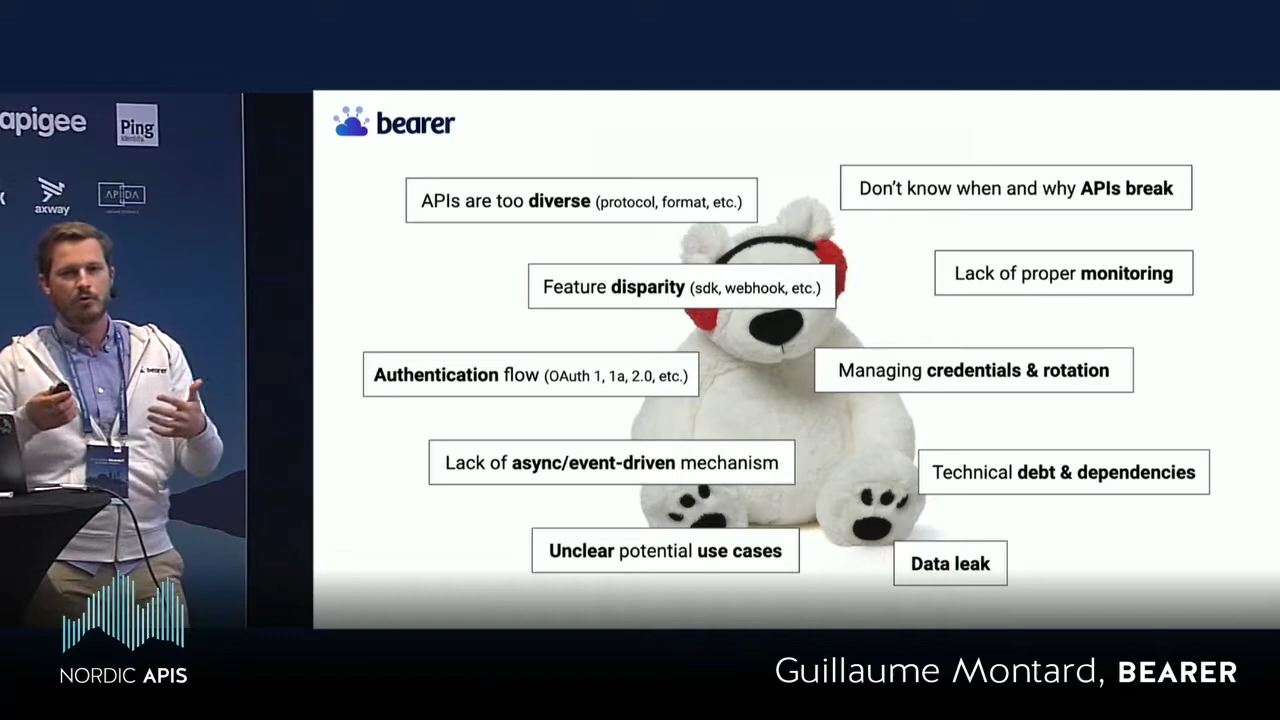 apigee
Ping
Identity
axway
APIIDA
bearer
APIs are too diverse (protocol, format, etc.)
Don't know when and why APIs break
Feature disparity (sdk, webhook, etc.)
Lack of proper monitoring
Authentication flow (OAuth 1, 1a, 2.0, etc.)
Managing credentials & rotation
Lack of async/event-driven mechanism
Technical debt & dependencies
Unclear potential use cases
Data leak
bearer
NORDIC APIS
Guillaume Montard, BEARER